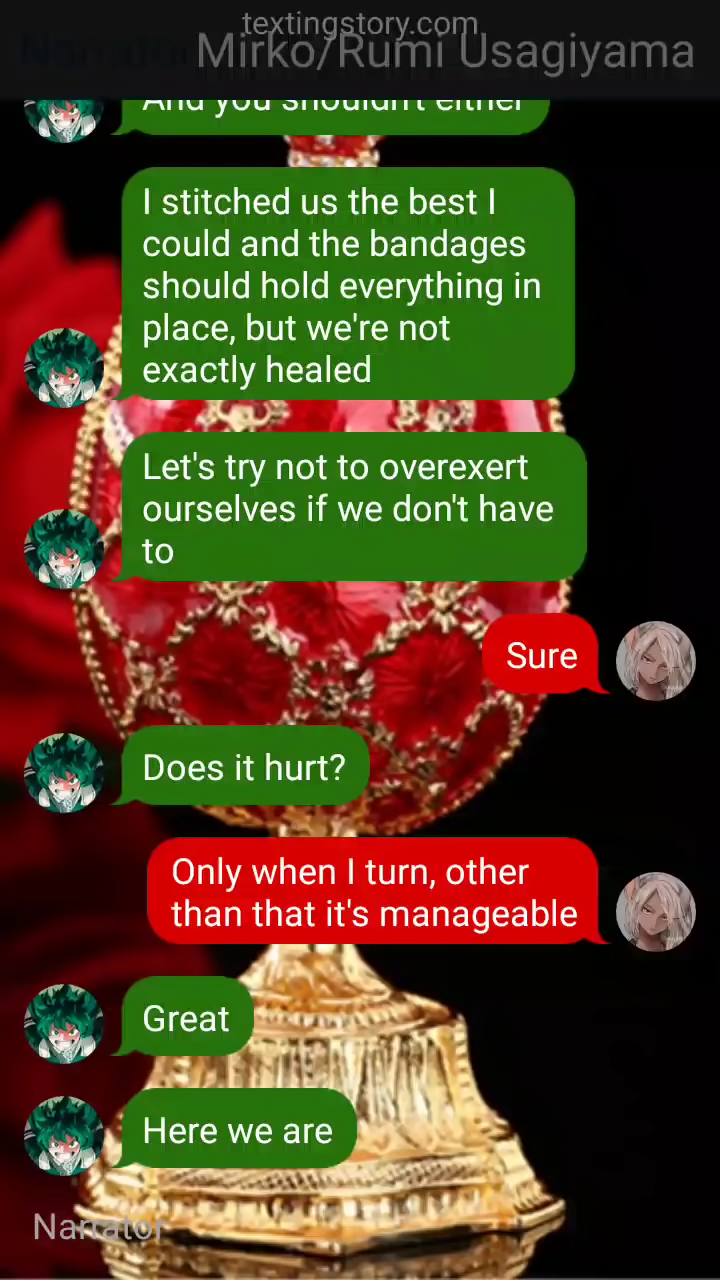 textingstory.com
Narrator Mirko/Rumi Usagiyama
And you shouldn't either
I stitched us the best I
could and the bandages
should hold everything in
place, but we're not
exactly healed
Let's try not to overexert
ourselves if we don't have
to
Sure
Does it hurt?
Only when I turn, other
than that it's manageable
Great
Here we are
Narrator